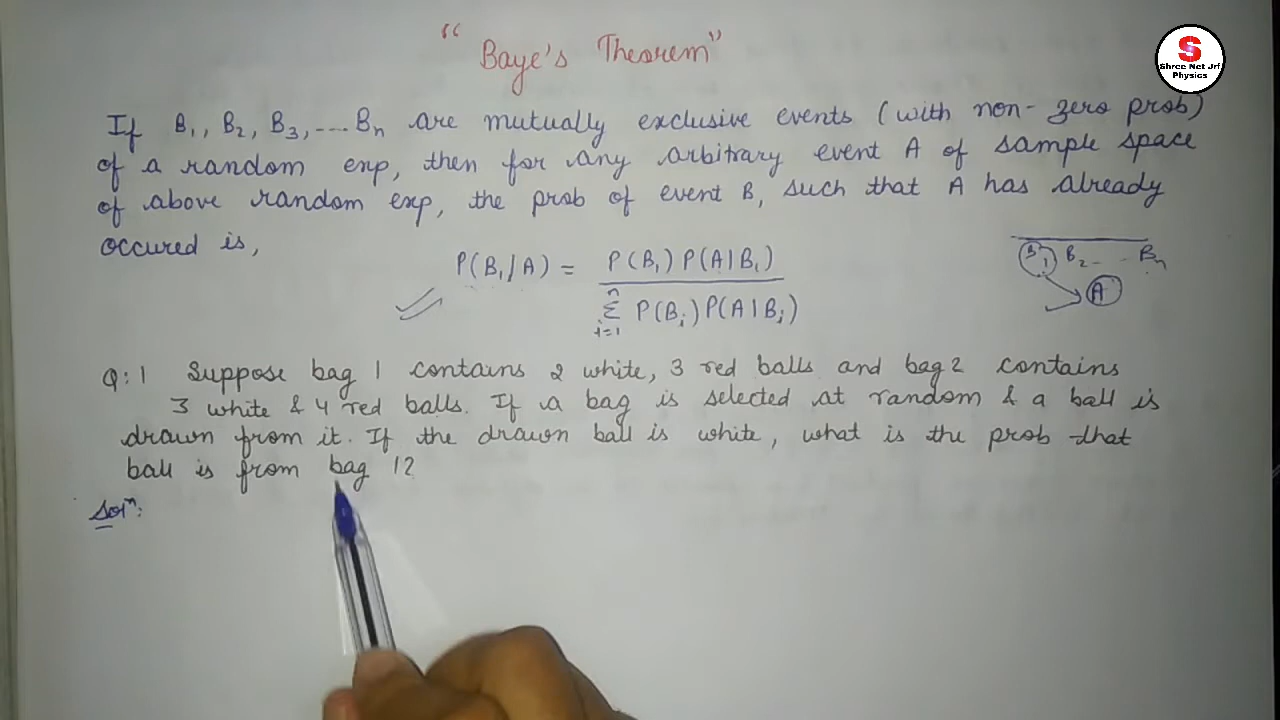 “ Baye's Theorem”
S
Shree Net Jrf
Physics
If B₁, B₂, B₃, .... Bn are mutually exclusive events (with non-zero prob)
of a random exp, then for any arbitrary event A of sample space
of above random exp, the prob of event B₁ such that A has already
occured is,
P(B₁/A) = P(B₁) P(A|B₁) / Σ i=1 n P(Bi)P(A|Bi)
B₁ B₂ - - - Bn
A
Q:1 Suppose bag 1 contains 2 white, 3 red balls and bag 2 contains
3 white & 4 red balls. If a bag is selected at random & a ball is
drawn from it. If the drawn ball is white, what is the prob that
ball is from bag 1?
Solⁿ: